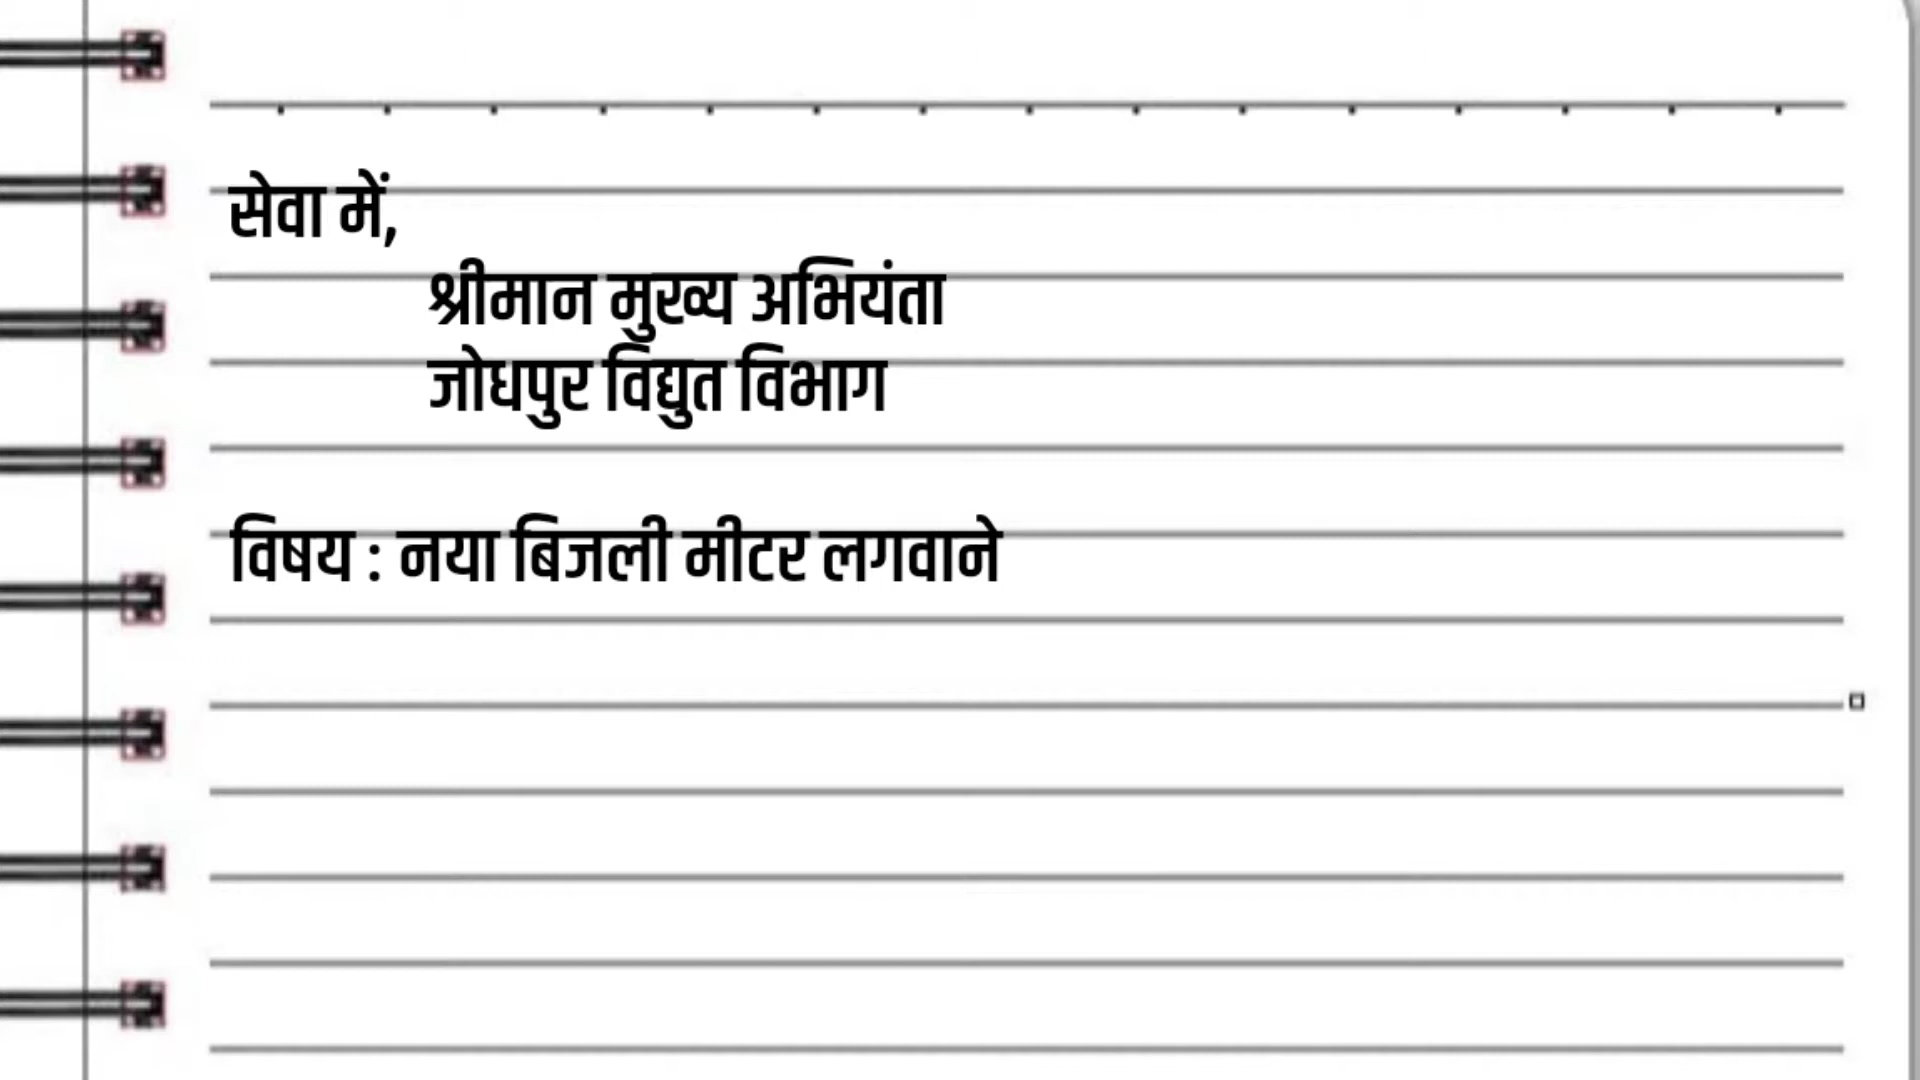 सेवा में,
श्रीमान मुख्य अभियंता
जोधपुर विद्युत विभाग
विषय : नया बिजली मीटर लगवाने